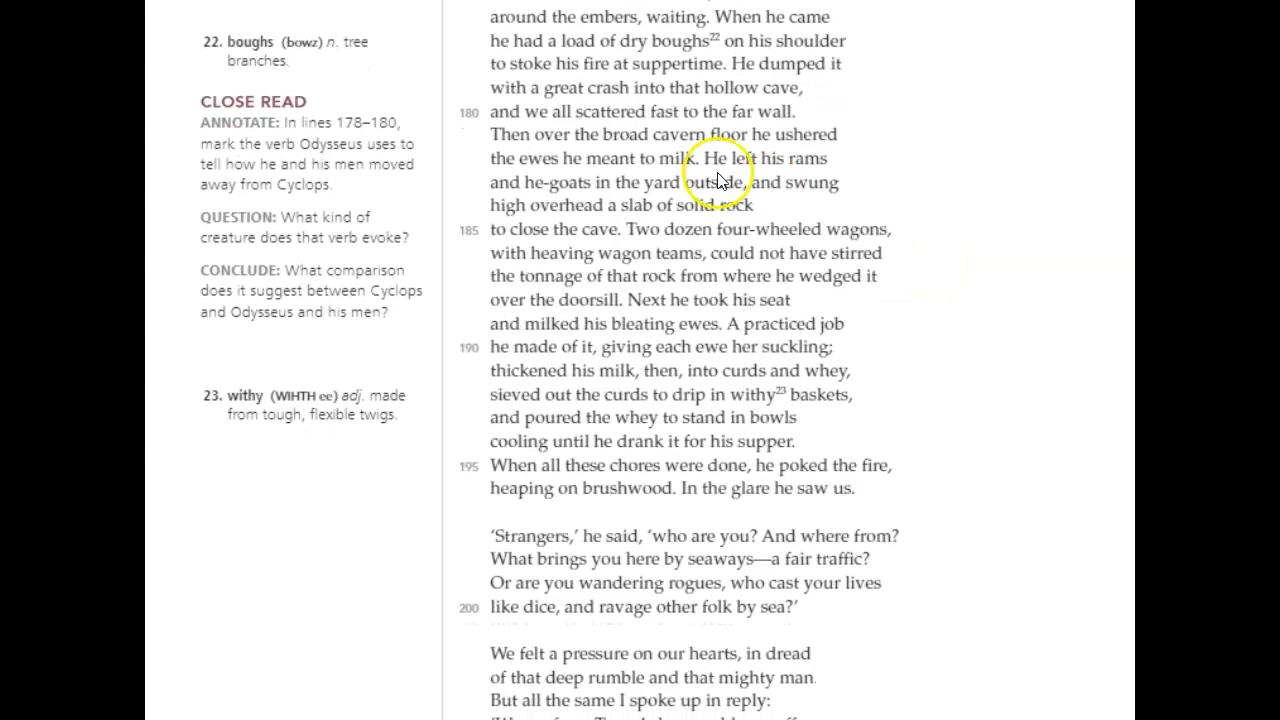 22. boughs (bowz) n. tree
branches.
CLOSE READ
ANNOTATE: In lines 178–180,
mark the verb Odysseus uses to
tell how he and his men moved
away from Cyclops.
QUESTION: What kind of
creature does that verb evoke?
CONCLUDE: What comparison
does it suggest between Cyclops
and Odysseus and his men?
23. withy (WIHTH ee) adj. made
from tough, flexible twigs.
around the embers, waiting. When he came
he had a load of dry boughs22 on his shoulder
to stoke his fire at suppertime. He dumped it
with a great crash into that hollow cave,
180 and we all scattered fast to the far wall.
Then over the broad cavern floor he ushered
the ewes he meant to milk. He left his rams
and he-goats in the yard outside, and swung
high overhead a slab of solid rock
185 to close the cave. Two dozen four-wheeled wagons,
with heaving wagon teams, could not have stirred
the tonnage of that rock from where he wedged it
over the doorsill. Next he took his seat
and milked his bleating ewes. A practiced job
190 he made of it, giving each ewe her suckling;
thickened his milk, then, into curds and whey,
sieved out the curds to drip in withy23 baskets,
and poured the whey to stand in bowls
cooling until he drank it for his supper.
195 When all these chores were done, he poked the fire,
heaping on brushwood. In the glare he saw us.
‘Strangers,’ he said, ‘who are you? And where from?
What brings you here by seaways—a fair traffic?
Or are you wandering rogues, who cast your lives
200 like dice, and ravage other folk by sea?’
We felt a pressure on our hearts, in dread
of that deep rumble and that mighty man.
But all the same I spoke up in reply: